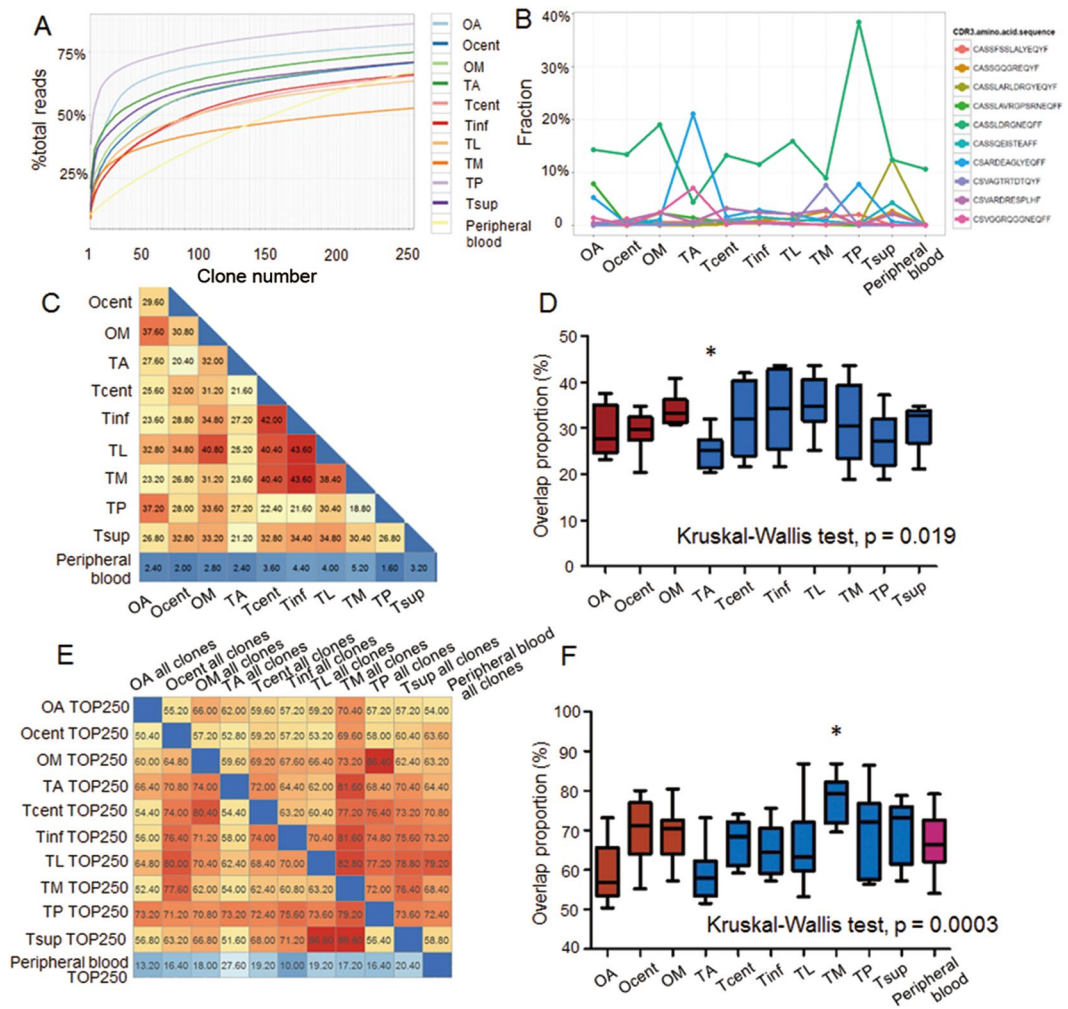 A
75%
50%
25%
%total reads
1
50
100
150
200
250
Clone number
OA
Ocent
OM
TA
Tcent
Tinf
TL
TM
TP
Tsup
Peripheral
blood
B
40%
30%
20%
10%
0
Fraction
OA
Ocent
OM
TA
Tcent
Tinf
TL
TM
TP
Tsup
Peripheral
blood
CDR3.amino.acid.sequence
CASSFSSLALYEQYF
CASSGQGREQYF
CASSLARLDRGYEQYF
CASSLAVRGPSRNEQFF
CASSLDRGNEQFF
CASSQEISTEAFF
CSARDEAGLYEQFF
CSVAGTRTDTQYF
CSVARDRESPLHF
CSVGGRQGGNEQFF
C
Ocent 29.60
OM 37.60 30.80
TA 27.60 20.40 32.00
Tcent 25.60 32.00 31.20 21.60
Tinf 23.60 28.80 34.80 27.20 42.00
TL 32.80 34.80 40.80 25.20 40.40 43.60
TM 23.20 26.80 31.20 23.60 40.40 43.60 38.40
TP 37.20 28.00 33.60 27.20 22.40 21.60 30.40 18.80
Tsup 26.80 32.80 33.20 21.20 32.80 34.40 34.80 30.40 26.80
Peripheral
blood 2.40 2.00 2.80 2.40 3.60 4.40 4.00 5.20 1.60 3.20
OA
Ocent
OM
TA
Tcent
Tinf
TL
TM
TP
Tsup
D
50
40
30
20
10
0
Overlap proportion (%)
*
Kruskal-Wallis test, p = 0.019
OA
Ocent
OM
TA
Tcent
Tinf
TL
TM
TP
Tsup
E
OA all clones
Ocent all clones
OM all clones
TA all clones
Tcent all clones
Tinf all clones
TL all clones
TM all clones
TP all clones
Tsup all clones
Peripheral blood
all clones
OA TOP250 55.20 66.00 62.00 59.60 57.20 59.20 70.40 57.20 57.20 54.00
Ocent TOP250 50.40 57.20 52.80 59.20 57.20 53.20 69.60 58.00 60.40 63.60
OM TOP250 60.00 64.80 59.60 69.20 67.60 66.40 73.20 62.40 63.20
TA TOP250 66.40 70.80 74.00 72.00 64.40 62.00 81.60 68.40 70.40 64.40
Tcent TOP250 54.40 74.00 80.40 54.40 63.20 60.40 77.20 76.40 73.20 70.80
Tinf TOP250 56.00 76.40 71.20 58.00 74.00 70.40 81.60 74.80 75.60 73.20
TL TOP250 64.80 80.00 70.40 62.40 68.40 70.00 82.80 77.20 78.80 79.20
TM TOP250 52.40 77.60 62.00 54.00 62.40 60.80 63.20 72.00 76.40 68.40
TP TOP250 73.20 71.20 70.80 73.20 72.40 75.60 73.60 79.20 73.60 72.40
Tsup TOP250 56.80 63.20 66.80 51.60 68.00 71.20 56.40 58.80
Peripheral blood
TOP250 13.20 16.40 18.00 27.60 19.20 10.00 19.20 17.20 16.40 20.40
F
100
90
80
70
60
50
40
Overlap proportion (%)
*
Kruskal-Wallis test, p = 0.0003
OA
Ocent
OM
TA
Tcent
Tinf
TL
TM
TP
Tsup
Peripheral
blood